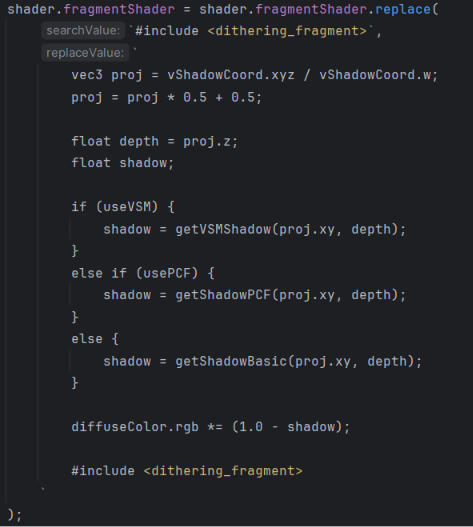 shader.fragmentShader = shader.fragmentShader.replace(
searchValue: `#include <dithering_fragment>`,
replaceValue: `
vec3 proj = vShadowCoord.xyz / vShadowCoord.w;
proj = proj * 0.5 + 0.5;
float depth = proj.z;
float shadow;
if (useVSM) {
shadow = getVSMShadow(proj.xy, depth);
}
else if (usePCF) {
shadow = getShadowPCF(proj.xy, depth);
}
else {
shadow = getShadowBasic(proj.xy, depth);
}
diffuseColor.rgb *= (1.0 - shadow);
#include <dithering_fragment>
`
);